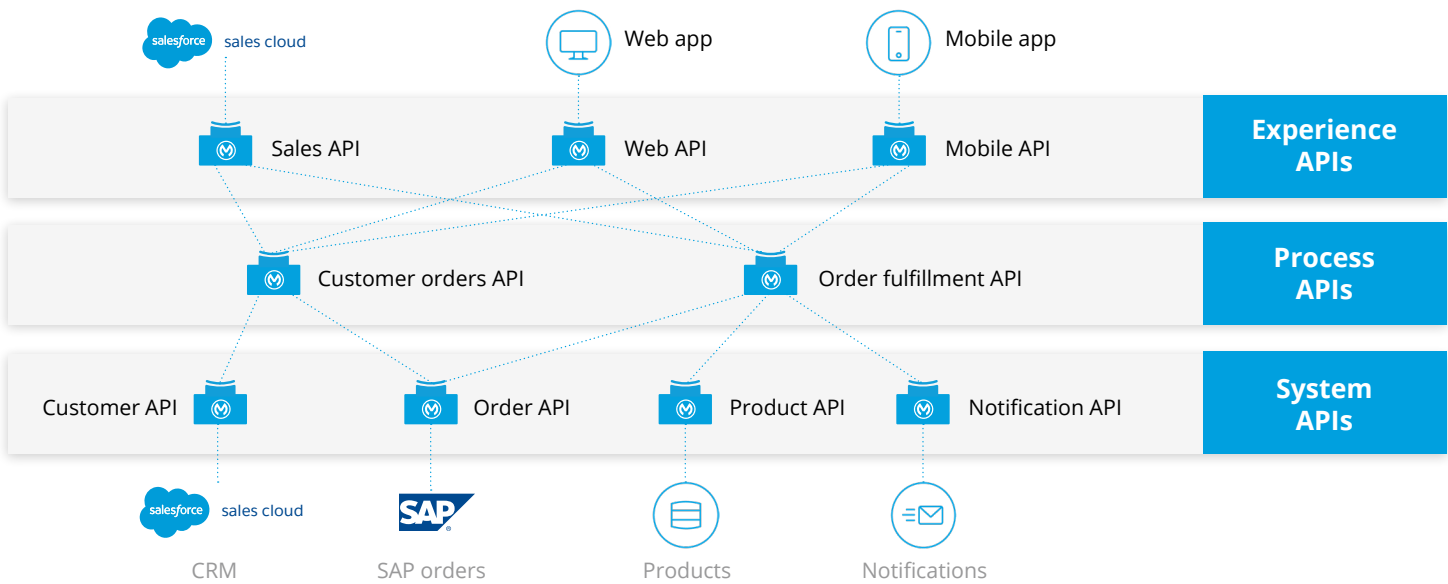 salesforce sales cloud
Web app
Mobile app
Sales API
Web API
Mobile API
Experience
APIs
Customer orders API
Order fulfillment API
Process
APIs
Customer API
Order API
Product API
Notification API
System
APIs
salesforce sales cloud
SAP
CRM
SAP orders
Products
Notifications